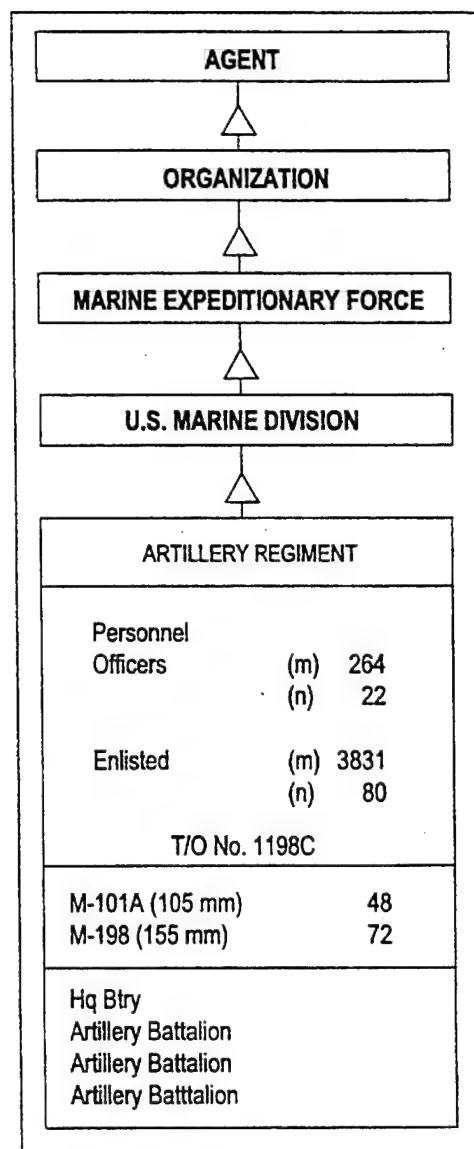 AGENT
ORGANIZATION
MARINE EXPEDITIONARY FORCE
U.S. MARINE DIVISION
ARTILLERY REGIMENT
Personnel
Officers (m) 264
(n) 22
Enlisted (m) 3831
(n) 80
T/O No. 1198C
M-101A (105 mm) 48
M-198 (155 mm) 72
Hq Btry
Artillery Battalion
Artillery Battalion
Artillery Batttalion